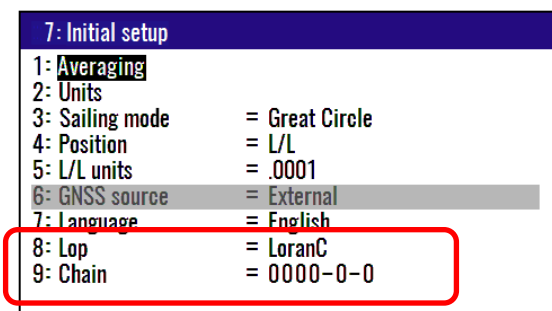 7: Initial setup
1: Averaging
2: Units
3: Sailing mode = Great Circle
4: Position = L/L
5: L/L units = .0001
6: GNSS source = External
7: Language = English
8: Lop = LoranC
9: Chain = 0000-0-0